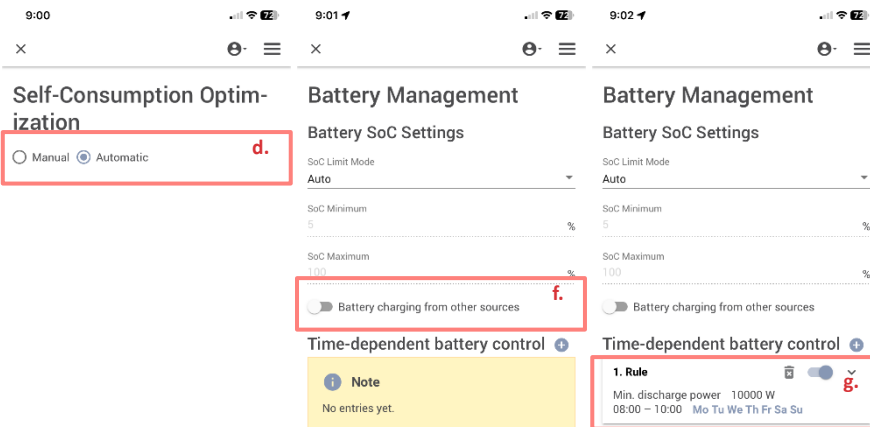 9:00
72
Self-Consumption Optim-
ization
d.
Manual
Automatic
9:01
72
Battery Management
Battery SoC Settings
SoC Limit Mode
Auto
SoC Minimum
5
%
SoC Maximum
100
%
f.
Battery charging from other sources
Time-dependent battery control
Note
No entries yet.
9:02
72
Battery Management
Battery SoC Settings
SoC Limit Mode
Auto
SoC Minimum
5
%
SoC Maximum
100
%
Battery charging from other sources
Time-dependent battery control
1. Rule
g.
Min. discharge power 10000 W
08:00 – 10:00 Mo Tu We Th Fr Sa Su